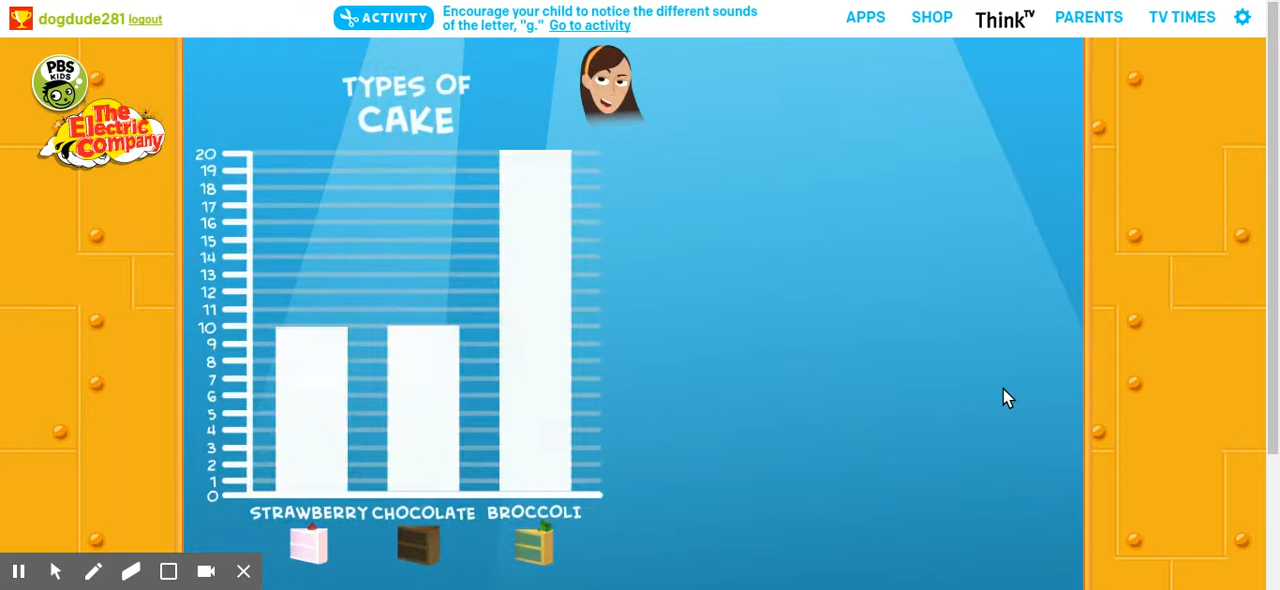 dogdude281 logout
ACTIVITY
Encourage your child to notice the different sounds
of the letter, "g." Go to activity
APPS SHOP ThinkTV PARENTS TV TIMES
PBS
KIDS
The
Electric
Company
TYPES OF
CAKE
20
19
18
17
16
15
14
13
12
11
10
9
8
7
6
5
4
3
2
1
0
STRAWBERRY CHOCOLATE BROCCOLI